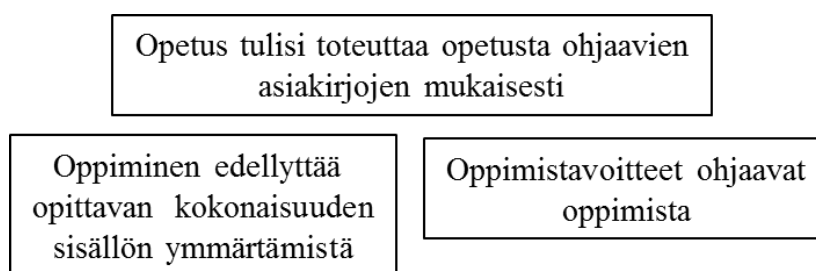 Opetus tulisi toteuttaa opetusta ohjaavien
asiakirjojen mukaisesti
Oppiminen edellyttää
opittavan kokonaisuuden
sisällön ymmärtämistä
Oppimistavoitteet ohjaavat
oppimista